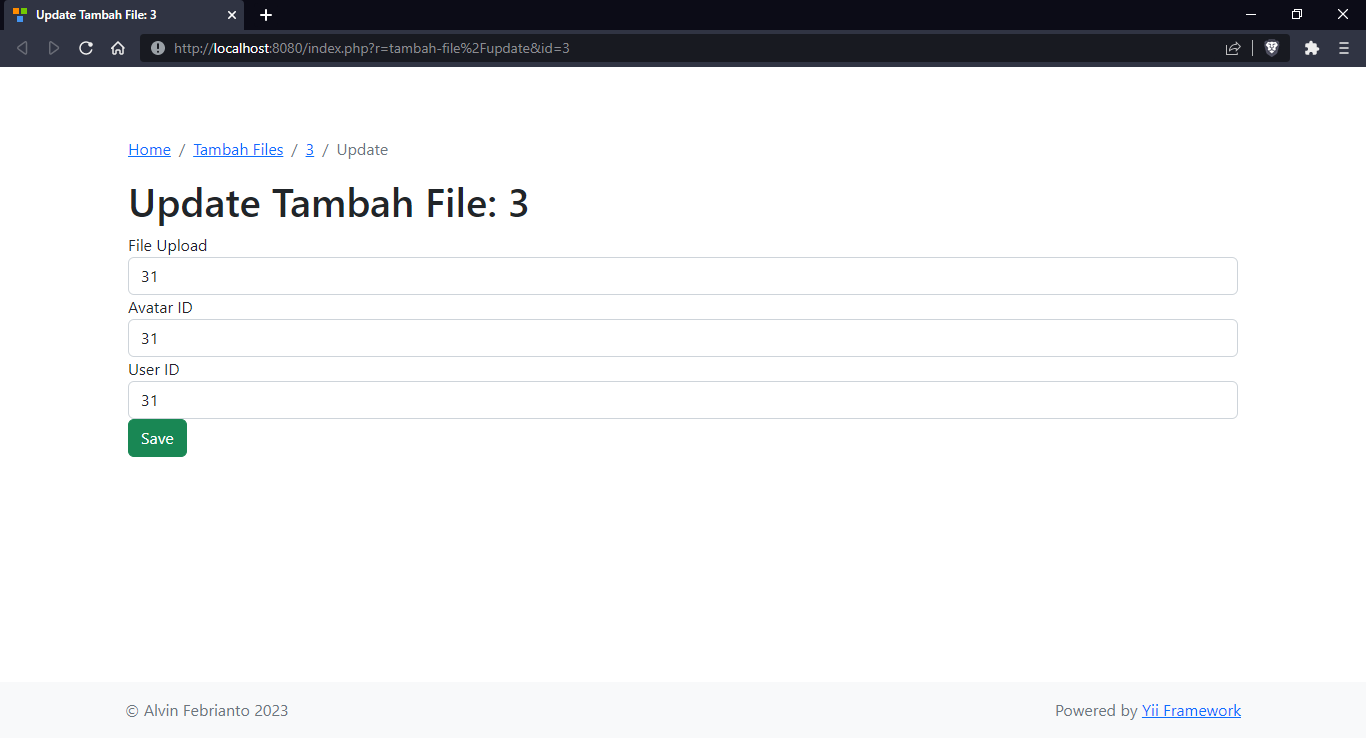 Update Tambah File: 3
http://localhost:8080/index.php?r=tambah-file%2Fupdate&id=3
Home / Tambah Files / 3 / Update
Update Tambah File: 3
File Upload
31
Avatar ID
31
User ID
31
Save
© Alvin Febrianto 2023 Powered by Yii Framework